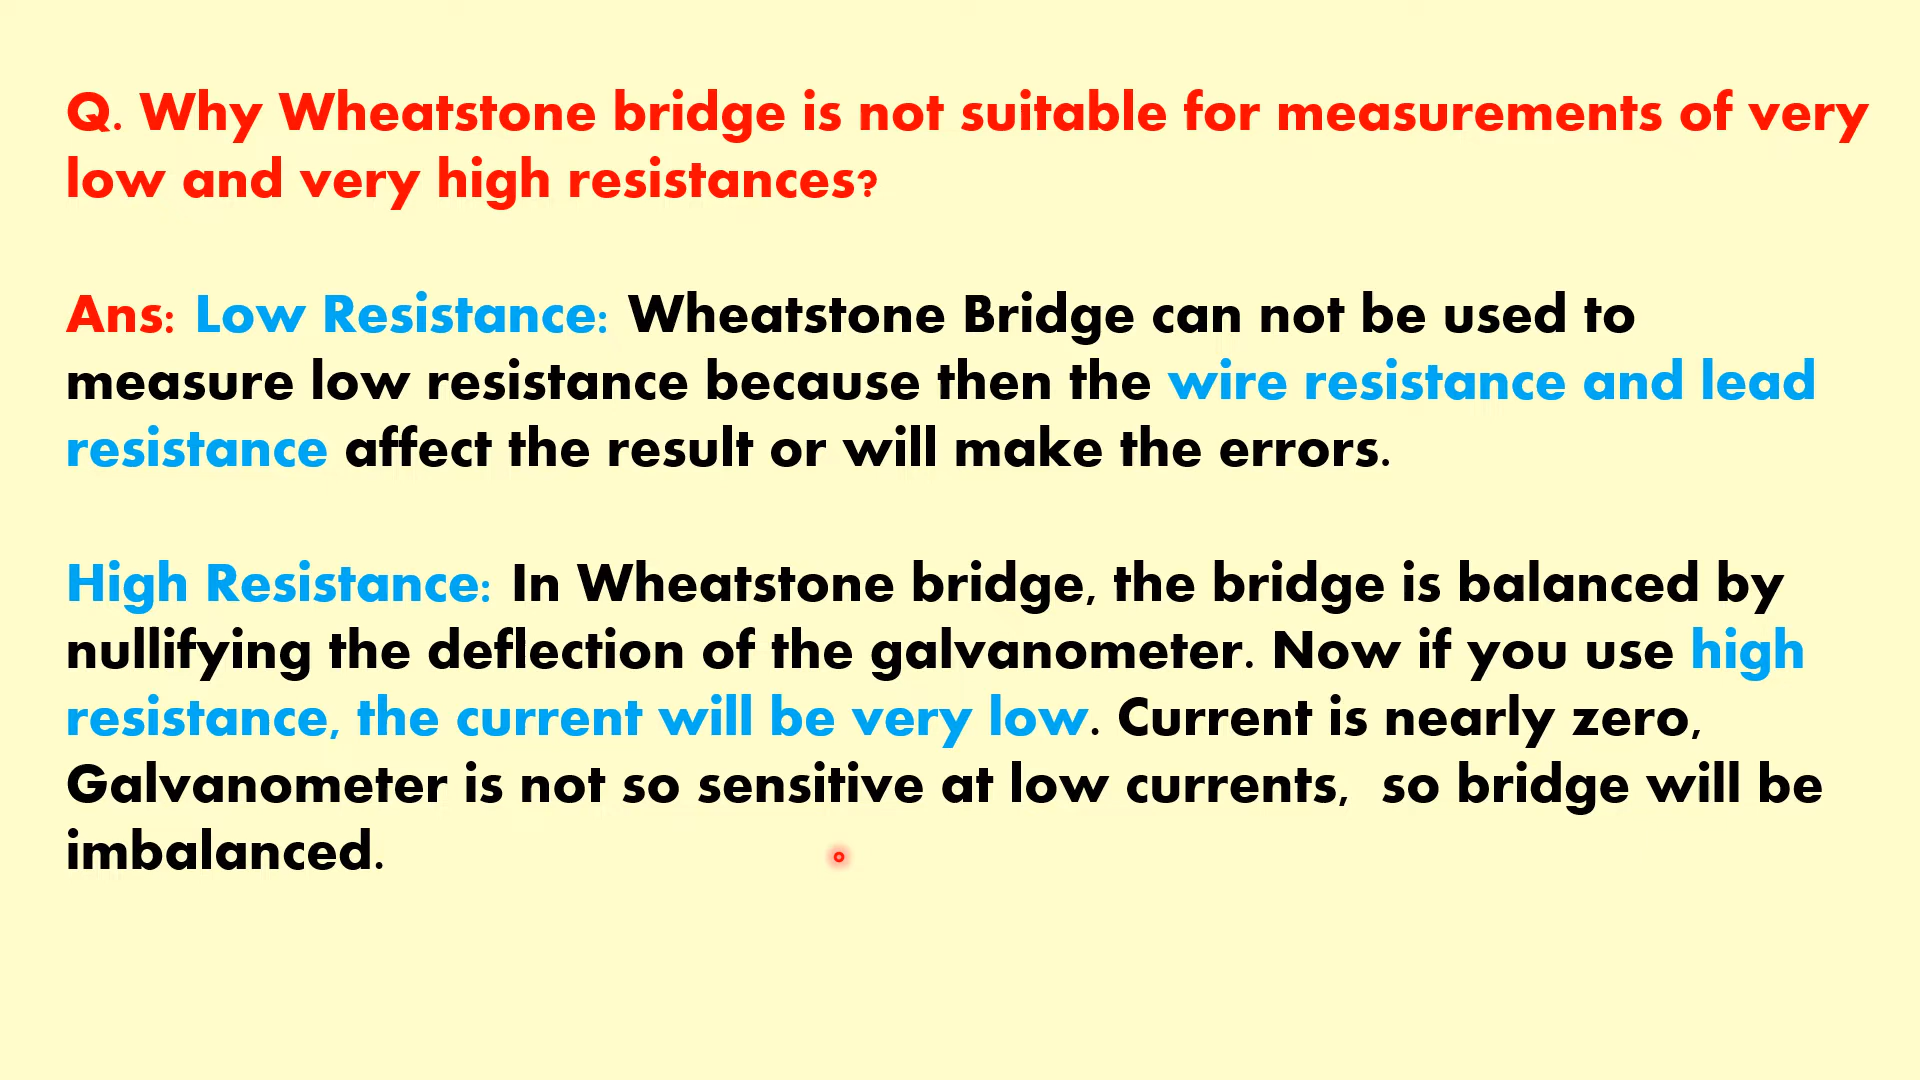 Q. Why Wheatstone bridge is not suitable for measurements of very
low and very high resistances?
Ans: Low Resistance: Wheatstone Bridge can not be used to
measure low resistance because then the wire resistance and lead
resistance affect the result or will make the errors.
High Resistance: In Wheatstone bridge, the bridge is balanced by
nullifying the deflection of the galvanometer. Now if you use high
resistance, the current will be very low. Current is nearly zero,
Galvanometer is not so sensitive at low currents,  so bridge will be
imbalanced.